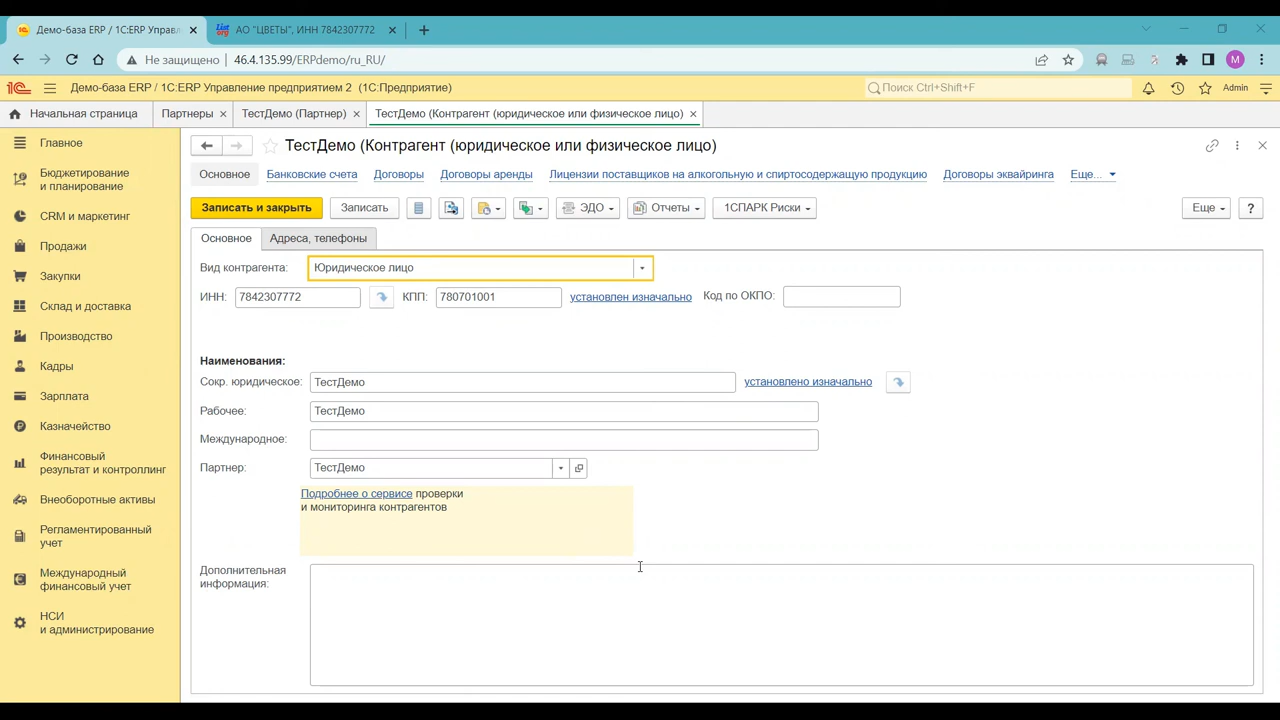 Демо-база ERP / 1С:ERP Управл
АО "ЦВЕТЫ", ИНН 7842307772
Не защищено 46.4.135.99/ERPdemo/ru_RU/
M
Демо-база ERP / 1С:ERP Управление предприятием 2 (1С:Предприятие)
Поиск Ctrl+Shift+F
Admin
Начальная страница
Партнеры
ТестДемо (Партнер)
ТестДемо (Контрагент (юридическое или физическое лицо)
Главное
Бюджетирование
и планирование
CRM и маркетинг
Продажи
Закупки
Склад и доставка
Производство
Кадры
Зарплата
Казначейство
Финансовый
результат и контроллинг
Внеоборотные активы
Регламентированный
учет
Международный
финансовый учет
НСИ
и администрирование
ТестДемо (Контрагент (юридическое или физическое лицо)
Основное Банковские счета Договоры Договоры аренды Лицензии поставщиков на алкогольную и спиртосодержащую продукцию Договоры эквайринга Еще...
Записать и закрыть Записать ЭДО Отчеты 1СПАРК Риски Еще ?
Основное Адреса, телефоны
Вид контрагента: Юридическое лицо
ИНН: 7842307772 КПП: 780701001 установлен изначально Код по ОКПО:
Наименования:
Сокр. юридическое: ТестДемо установлено изначально
Рабочее: ТестДемо
Международное:
Партнер: ТестДемо
Подробнее о сервисе проверки
и мониторинга контрагентов
Дополнительная
информация: